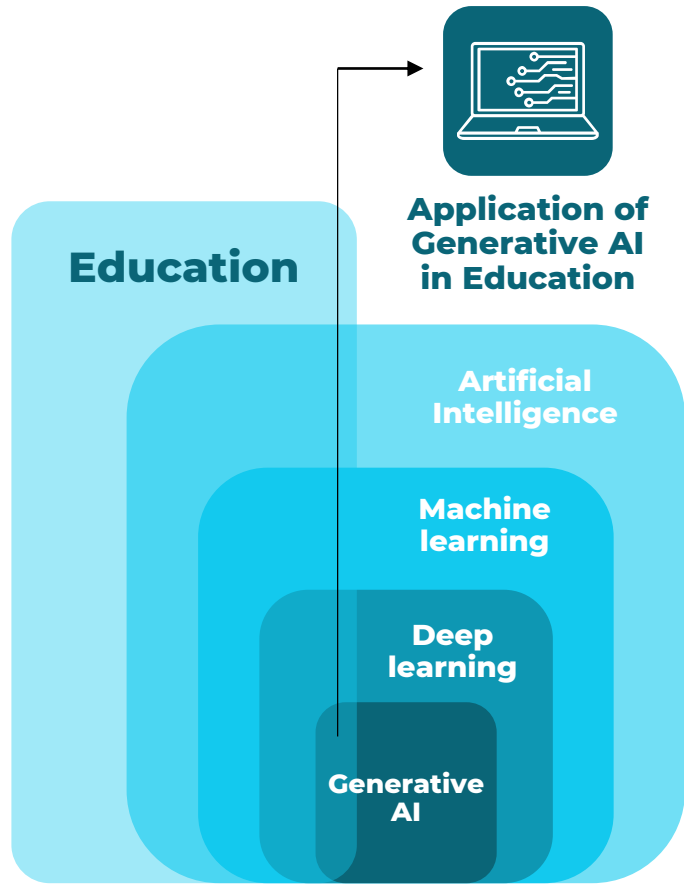 Application of
Generative AI
in Education
Education
Artificial
Intelligence
Machine
learning
Deep
learning
Generative
AI